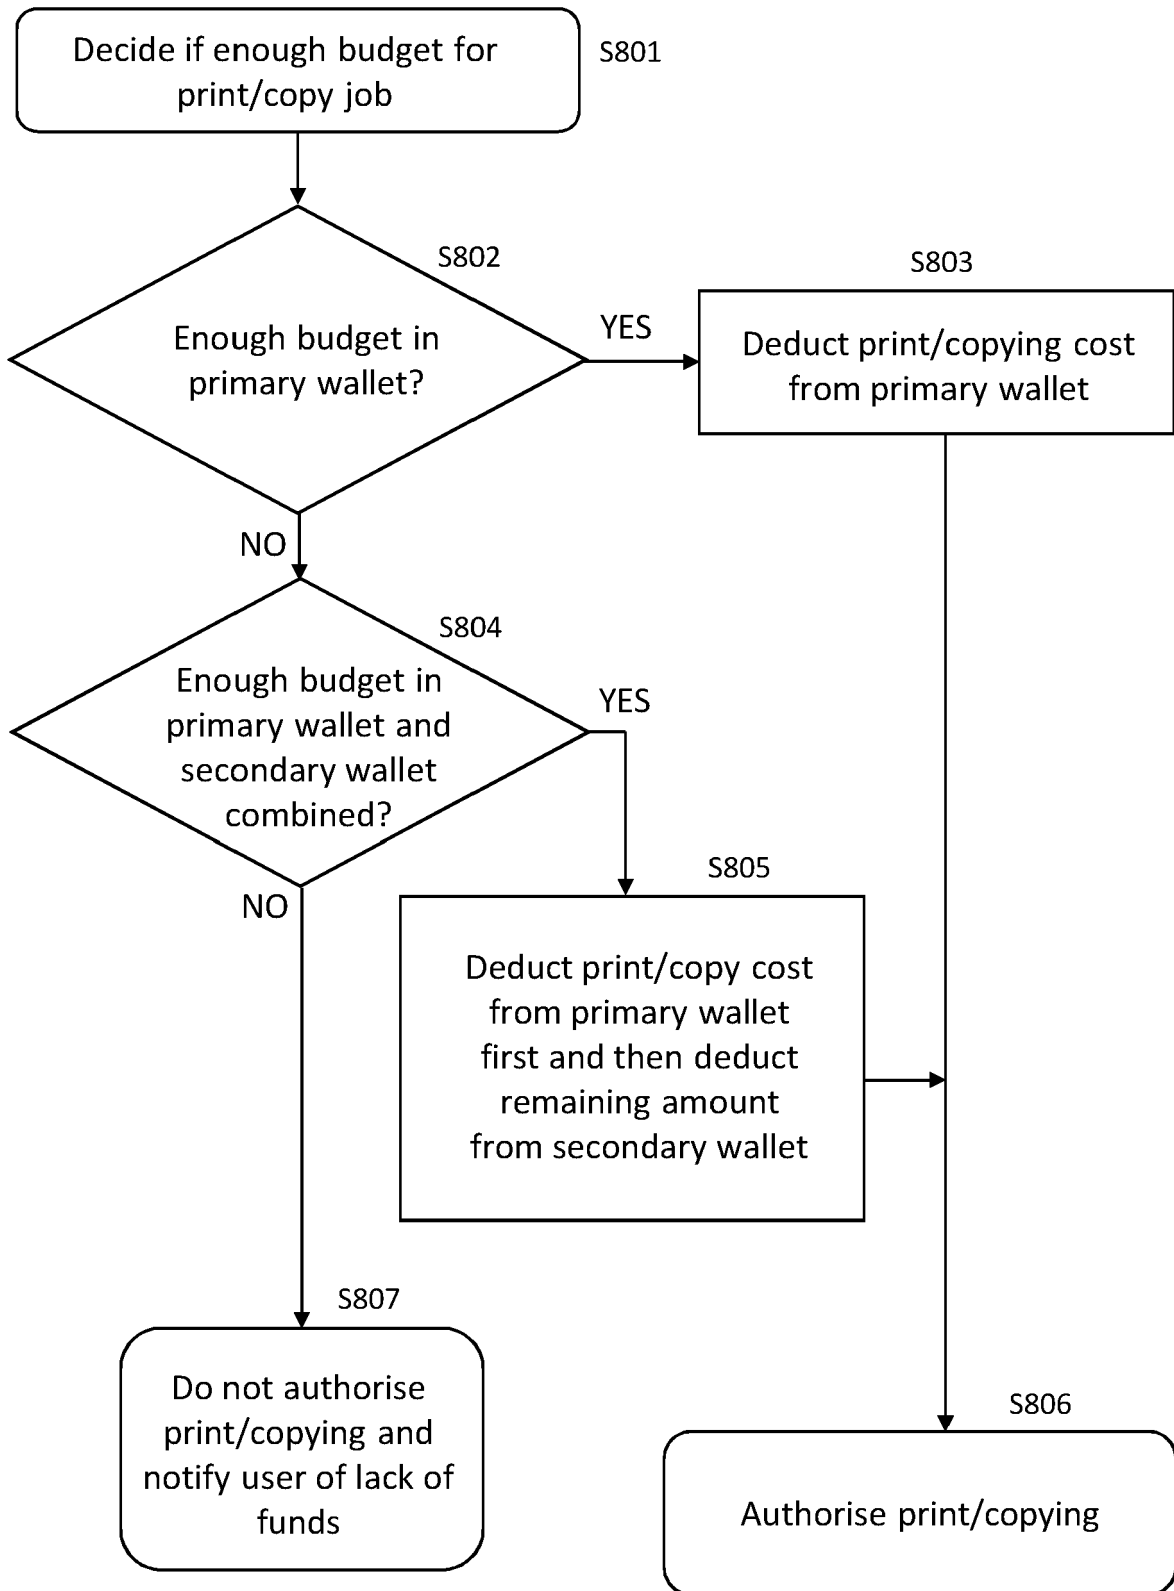 Decide if enough budget for
print/copy job
S801
S802
Enough budget in
primary wallet?
YES
S803
Deduct print/copying cost
from primary wallet
NO
S804
Enough budget in
primary wallet and
secondary wallet
combined?
YES
NO
S805
Deduct print/copy cost
from primary wallet
first and then deduct
remaining amount
from secondary wallet
S807
Do not authorise
print/copying and
notify user of lack of
funds
S806
Authorise print/copying